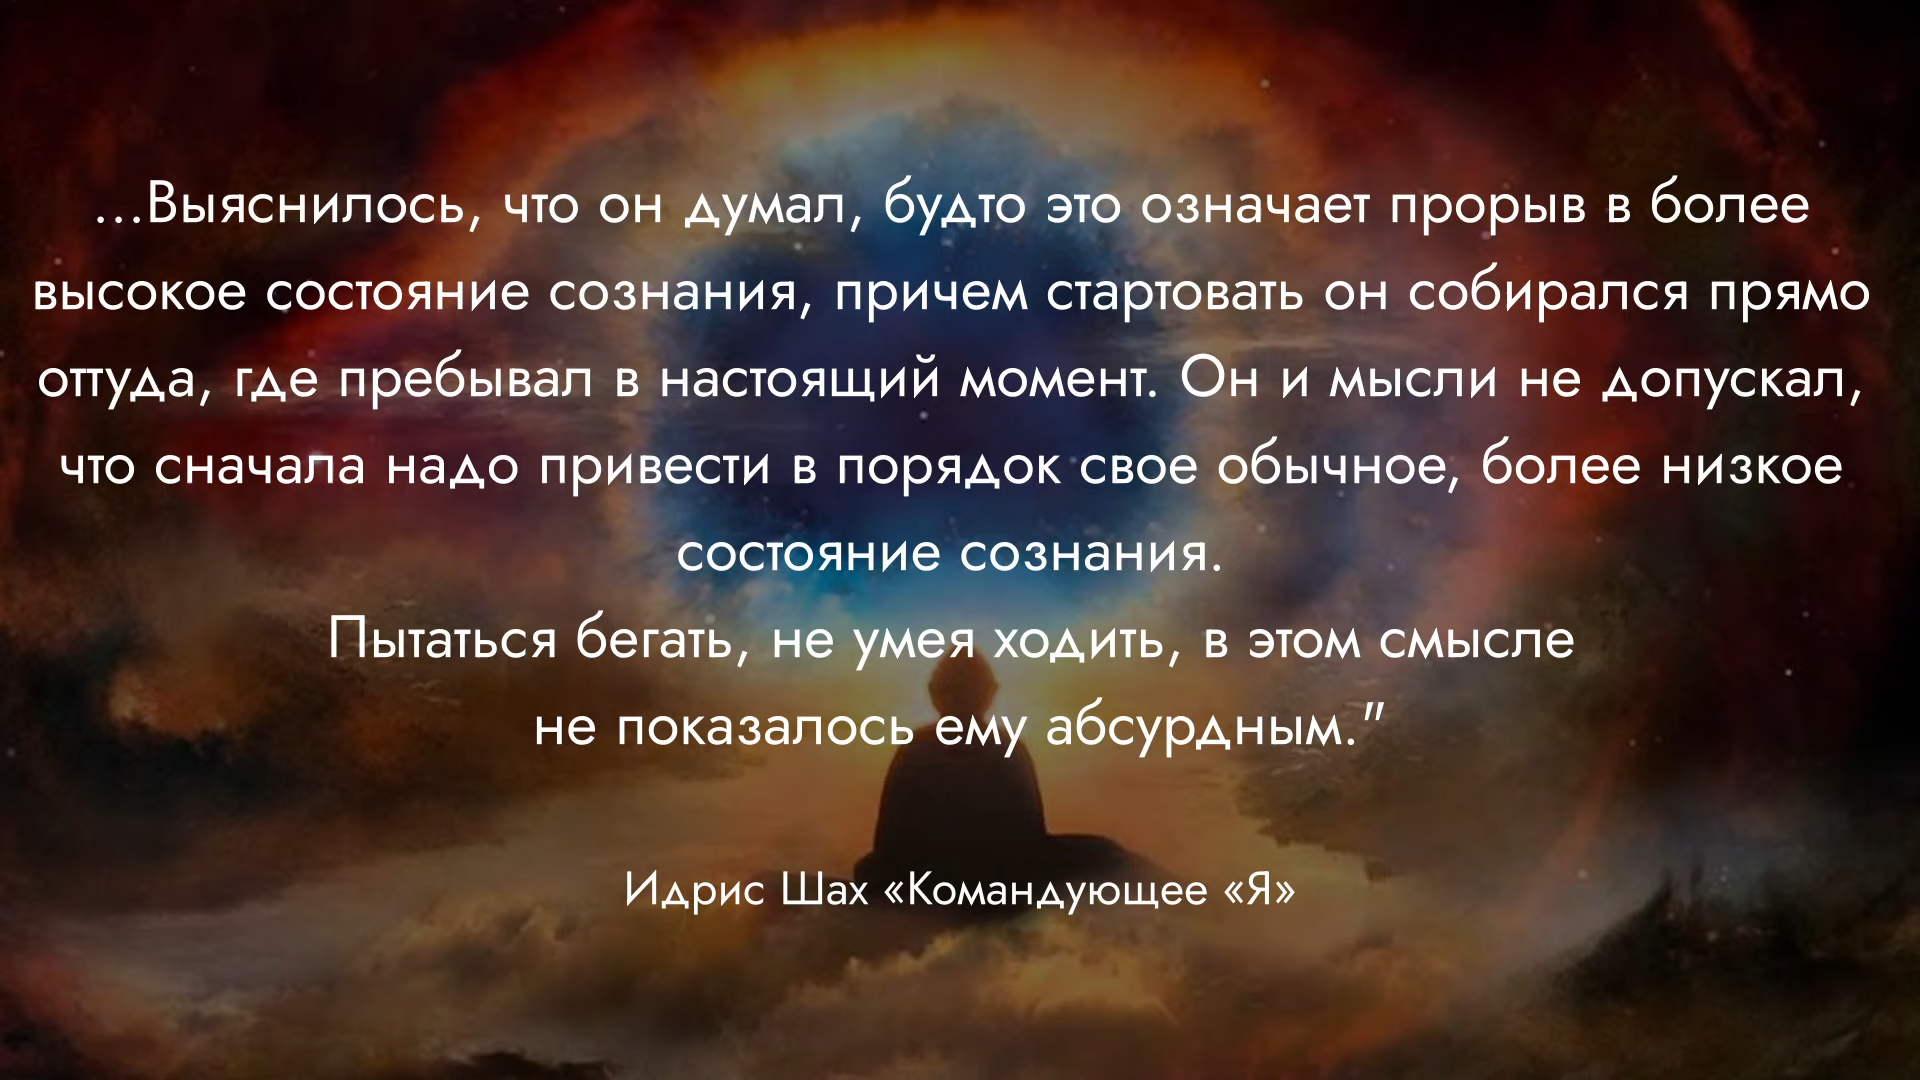 ...Выяснилось, что он думал, будто это означает прорыв в более
высокое состояние сознания, причем стартовать он собирался прямо
оттуда, где пребывал в настоящий момент. Он и мысли не допускал,
что сначала надо привести в порядок свое обычное, более низкое
состояние сознания.
Пытаться бегать, не умея ходить, в этом смысле
не показалось ему абсурдным."
Идрис Шах «Командующее «Я»